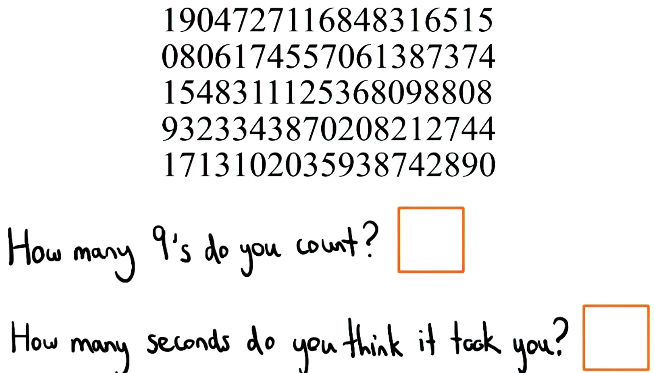 1904727116848316515
0806174557061387374
1548311125368098808
9323343870208212744
1713102035938742890
How many 9's do you count?
How many seconds do you think it took you?